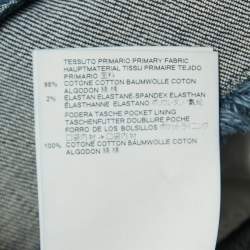 TESSUTO PRIMARIO PRIMARY FABRIC
HAUPTMATERIAL TISSU PRIMAIRE TEJIDO
PRIMARIO
98% COTONE COTTON BAUMWOLLE COTON
ALGODON
2% ELASTAN ELASTANE-SPANDEX ELASTHAN
ELASTHANNE ELASTANO
FODERA TASCHE POCKET LINING
TASCHENFUTTER DOUBLURE POCHE
FORRO DE LOS BOLSILLOS
100% COTONE COTTON BAUMWOLLE COTON
ALGODON